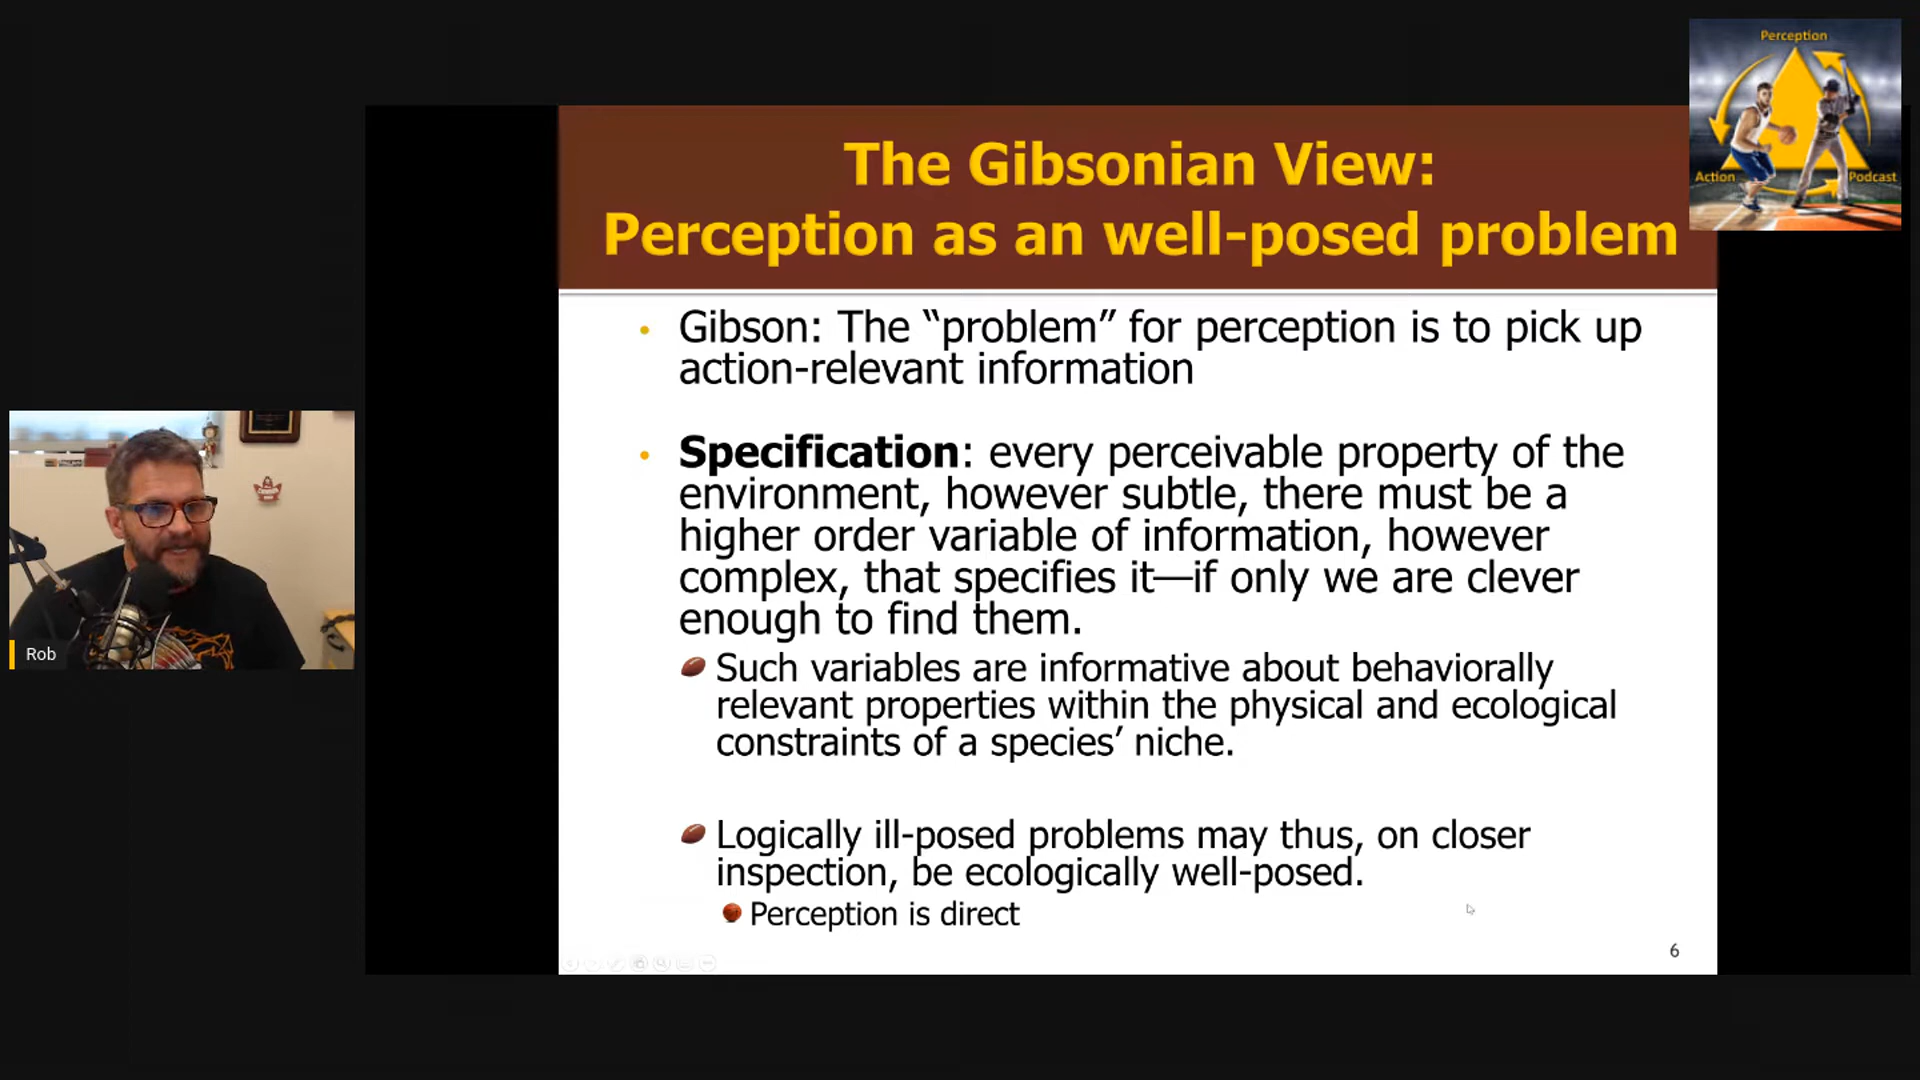 Perception
Action
Podcast
The Gibsonian View:
Perception as an well-posed problem
Gibson: The “problem” for perception is to pick up
action-relevant information
Specification: every perceivable property of the
environment, however subtle, there must be a
higher order variable of information, however
complex, that specifies it—if only we are clever
enough to find them.
Such variables are informative about behaviorally
relevant properties within the physical and ecological
constraints of a species’ niche.
Logically ill-posed problems may thus, on closer
inspection, be ecologically well-posed.
Perception is direct
6
Rob